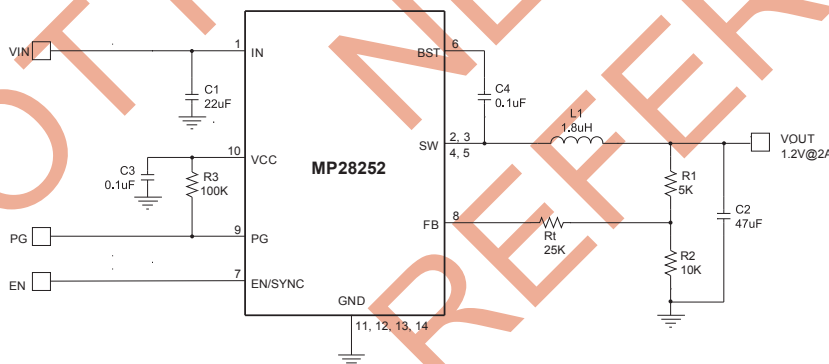 VIN
1
IN
C1
22uF
BST
6
C4
0.1uF
L1
1.8uH
SW
2, 3
4, 5
VOUT
1.2V@2A
10
VCC
MP28252
C3
0.1uF
R3
100K
R1
5K
C2
47uF
PG
9
PG
FB
8
Rt
25K
R2
10K
EN
7
EN/SYNC
GND
11, 12, 13, 14
REFER